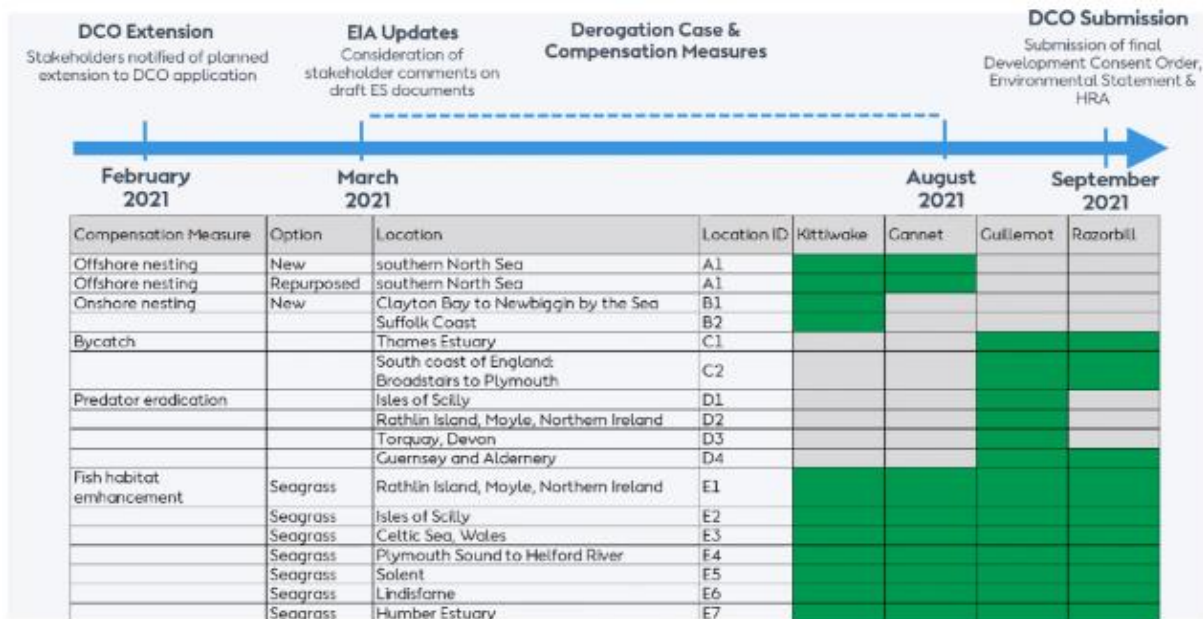 DCO Extension
Stakeholders notified of planned
extension to DCO application
EIA Updates
Consideration of
stakeholder comments on
draft ES documents
Derogation Case &
Compensation Measures
DCO Submission
Submission of final
Development Consent Order,
Environmental Statement &
HRA
February
2021
March
2021
August
2021
September
2021
Compensation Measure Option Location Location ID Kittiwake Gannet Guillemot Razorbill
Offshore nesting New southern North Sea A1
Offshore nesting Repurposed southern North Sea A1
Onshore nesting New Clayton Bay to Newbiggin by the Sea B1
Suffolk Coast B2
Bycatch Thames Estuary C1
South coast of England:
Broadstairs to Plymouth C2
Predator eradication Isles of Scilly D1
Rathlin Island, Moyle, Northern Ireland D2
Torquay, Devon D3
Guernsey and Aldernery D4
Fish habitat
emhancement Seagrass Rathlin Island, Moyle, Northern Ireland E1
Seagrass Isles of Scilly E2
Seagrass Celtic Sea, Wales E3
Seagrass Plymouth Sound to Helford River E4
Seagrass Solent E5
Seagrass Lindisfarne E6
Seagrass Humber Estuary E7